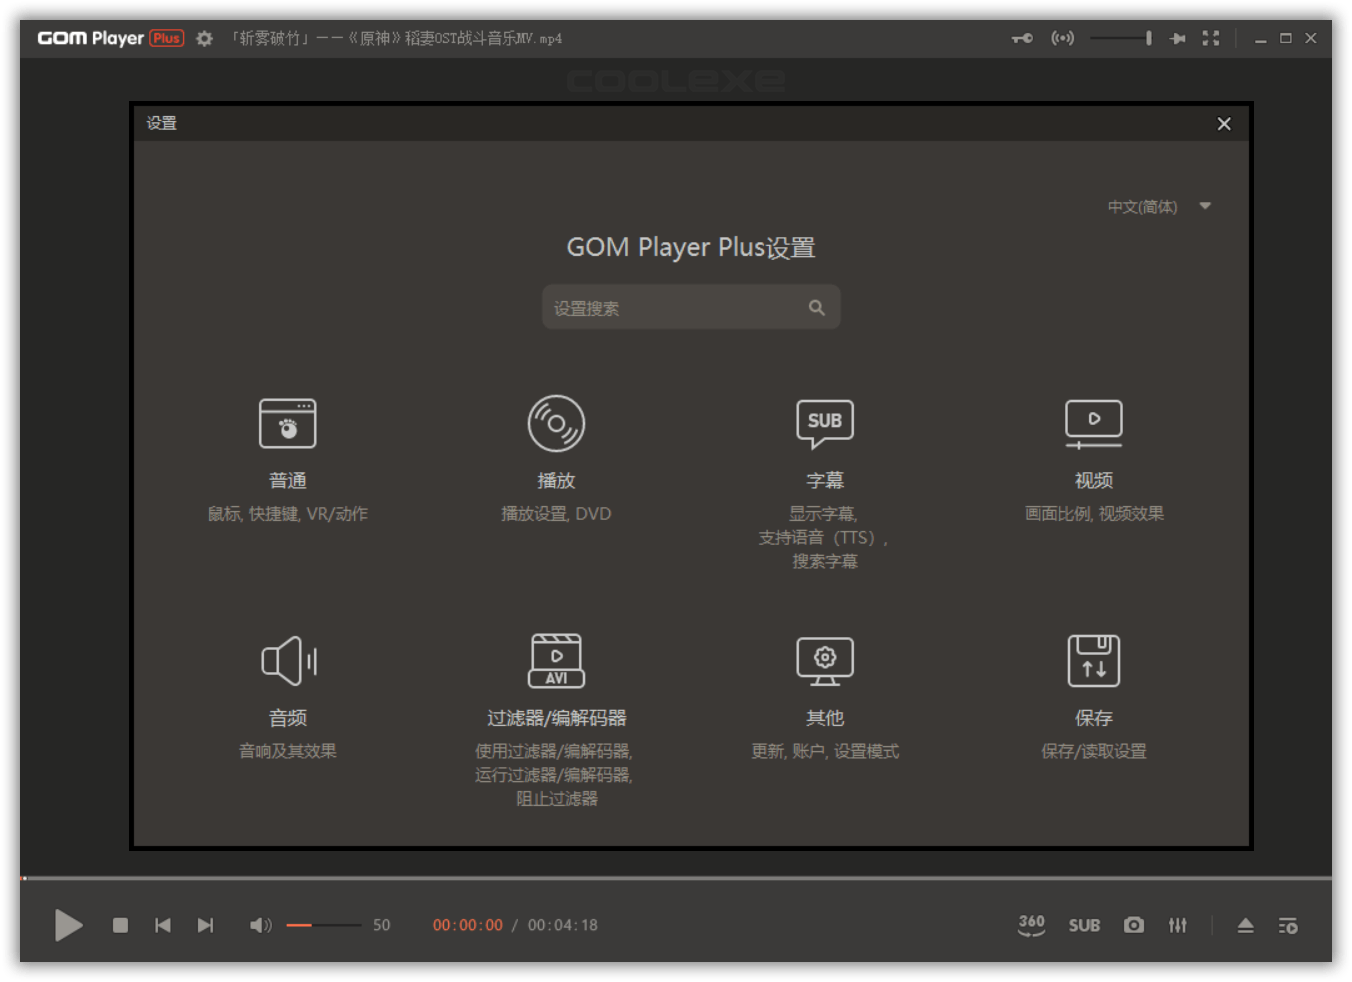 GOM Player Plus 「斩雾破竹」——《原神》稻妻OST战斗音乐MV.mp4
COOLEXE
设置
中文(简体)
GOM Player Plus设置
设置搜索
SUB
普通
播放
字幕
视频
鼠标, 快捷键, VR/动作
播放设置, DVD
显示字幕,
支持语音（TTS）,
搜索字幕
画面比例, 视频效果
AVI
音频
过滤器/编解码器
其他
保存
音响及其效果
使用过滤器/编解码器,
运行过滤器/编解码器,
阻止过滤器
更新, 账户, 设置模式
保存/读取设置
50 00:00:00 / 00:04:18 360 SUB